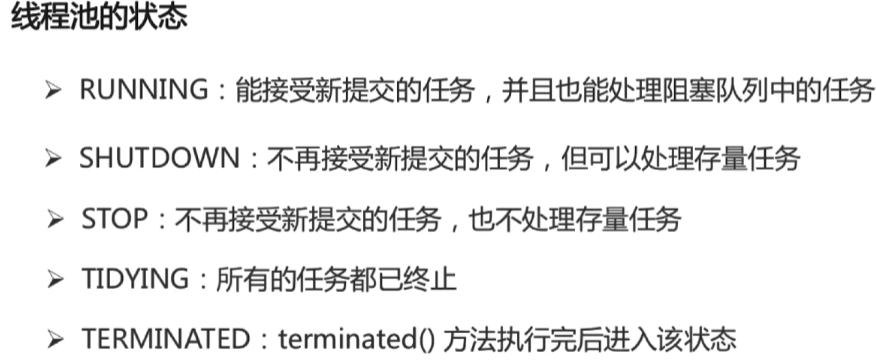 线程池的状态
➢ RUNNING：能接受新提交的任务，并且也能处理阻塞队列中的任务
➢ SHUTDOWN：不再接受新提交的任务，但可以处理存量任务
➢ STOP：不再接受新提交的任务，也不处理存量任务
➢ TIDYING：所有的任务都已终止
➢ TERMINATED：terminated() 方法执行完后进入该状态